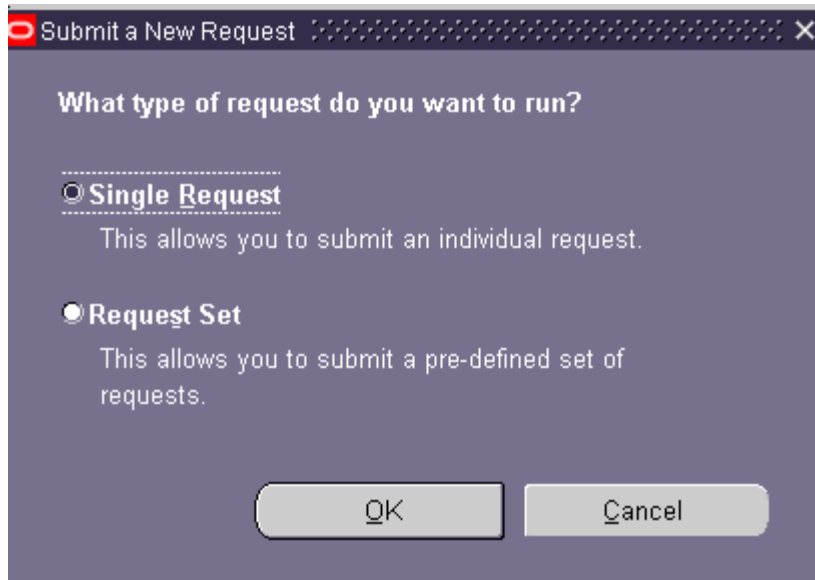 Submit a New Request
What type of request do you want to run?
Single Request
This allows you to submit an individual request.
Request Set
This allows you to submit a pre-defined set of
requests.
OK
Cancel